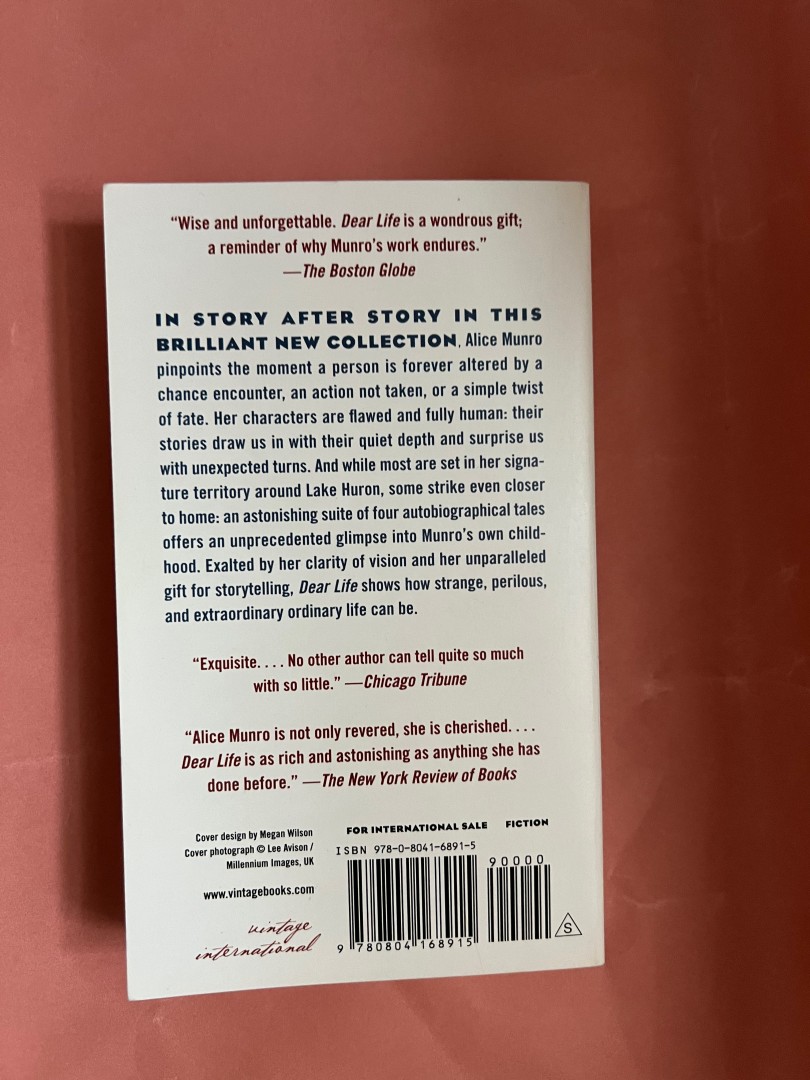 “Wise and unforgettable. Dear Life is a wondrous gift;
a reminder of why Munro’s work endures.”
—The Boston Globe
IN STORY AFTER STORY IN THIS
BRILLIANT NEW COLLECTION, Alice Munro
pinpoints the moment a person is forever altered by a
chance encounter, an action not taken, or a simple twist
of fate. Her characters are flawed and fully human: their
stories draw us in with their quiet depth and surprise us
with unexpected turns. And while most are set in her signa-
ture territory around Lake Huron, some strike even closer
to home: an astonishing suite of four autobiographical tales
offers an unprecedented glimpse into Munro’s own child-
hood. Exalted by her clarity of vision and her unparalleled
gift for storytelling, Dear Life shows how strange, perilous,
and extraordinary ordinary life can be.
“Exquisite. . . . No other author can tell quite so much
with so little.” —Chicago Tribune
“Alice Munro is not only revered, she is cherished. . . .
Dear Life is as rich and astonishing as anything she has
done before.” —The New York Review of Books
Cover design by Megan Wilson
Cover photograph © Lee Avison /
Millennium Images, UK
www.vintagebooks.com
vintage
international
FOR INTERNATIONAL SALE FICTION
ISBN 978-0-8041-6891-5
90000
9 780804 168915
S